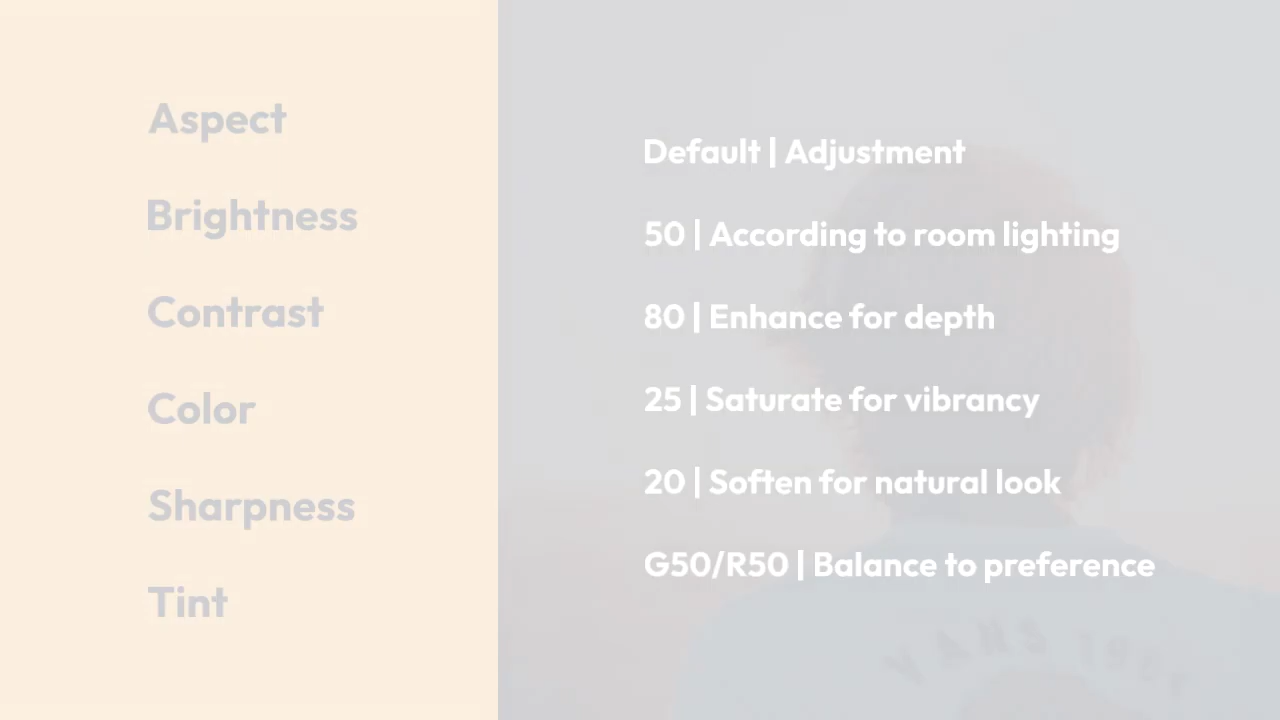 Aspect
Brightness
Contrast
Color
Sharpness
Tint
Default | Adjustment
50 | According to room lighting
80 | Enhance for depth
25 | Saturate for vibrancy
20 | Soften for natural look
G50/R50 | Balance to preference
VANS